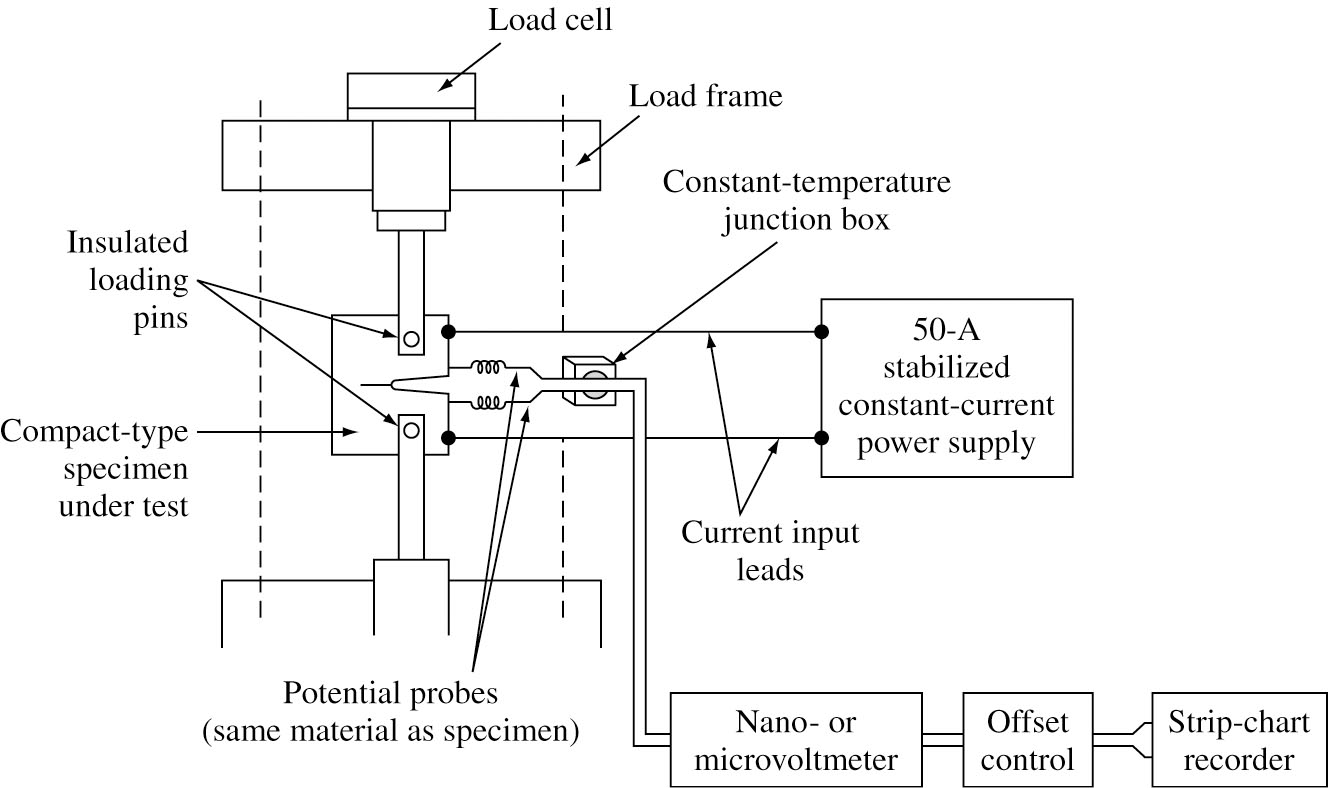 Load cell
Load frame
Constant-temperature
junction box
Insulated
loading
pins
50-A
stabilized
constant-current
power supply
Compact-type
specimen
under test
Current input
leads
Potential probes
(same material as specimen)
Nano- or
microvoltmeter
Offset
control
Strip-chart
recorder